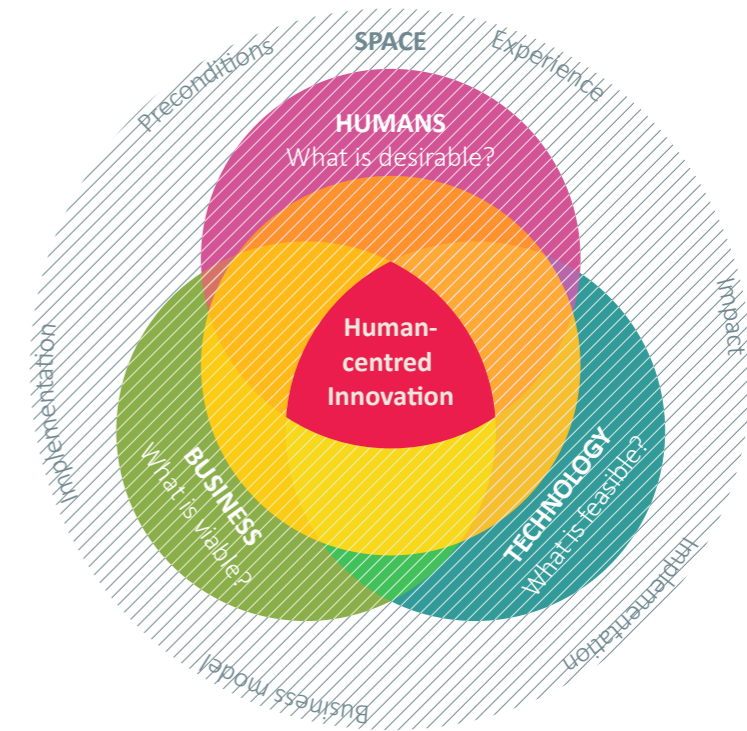 SPACE
Preconditions
Experience
HUMANS
What is desirable?
Impact
Human-
centred
Innovation
Implementation
BUSINESS
What is viable?
TECHNOLOGY
What is feasible?
Implementation
Business model